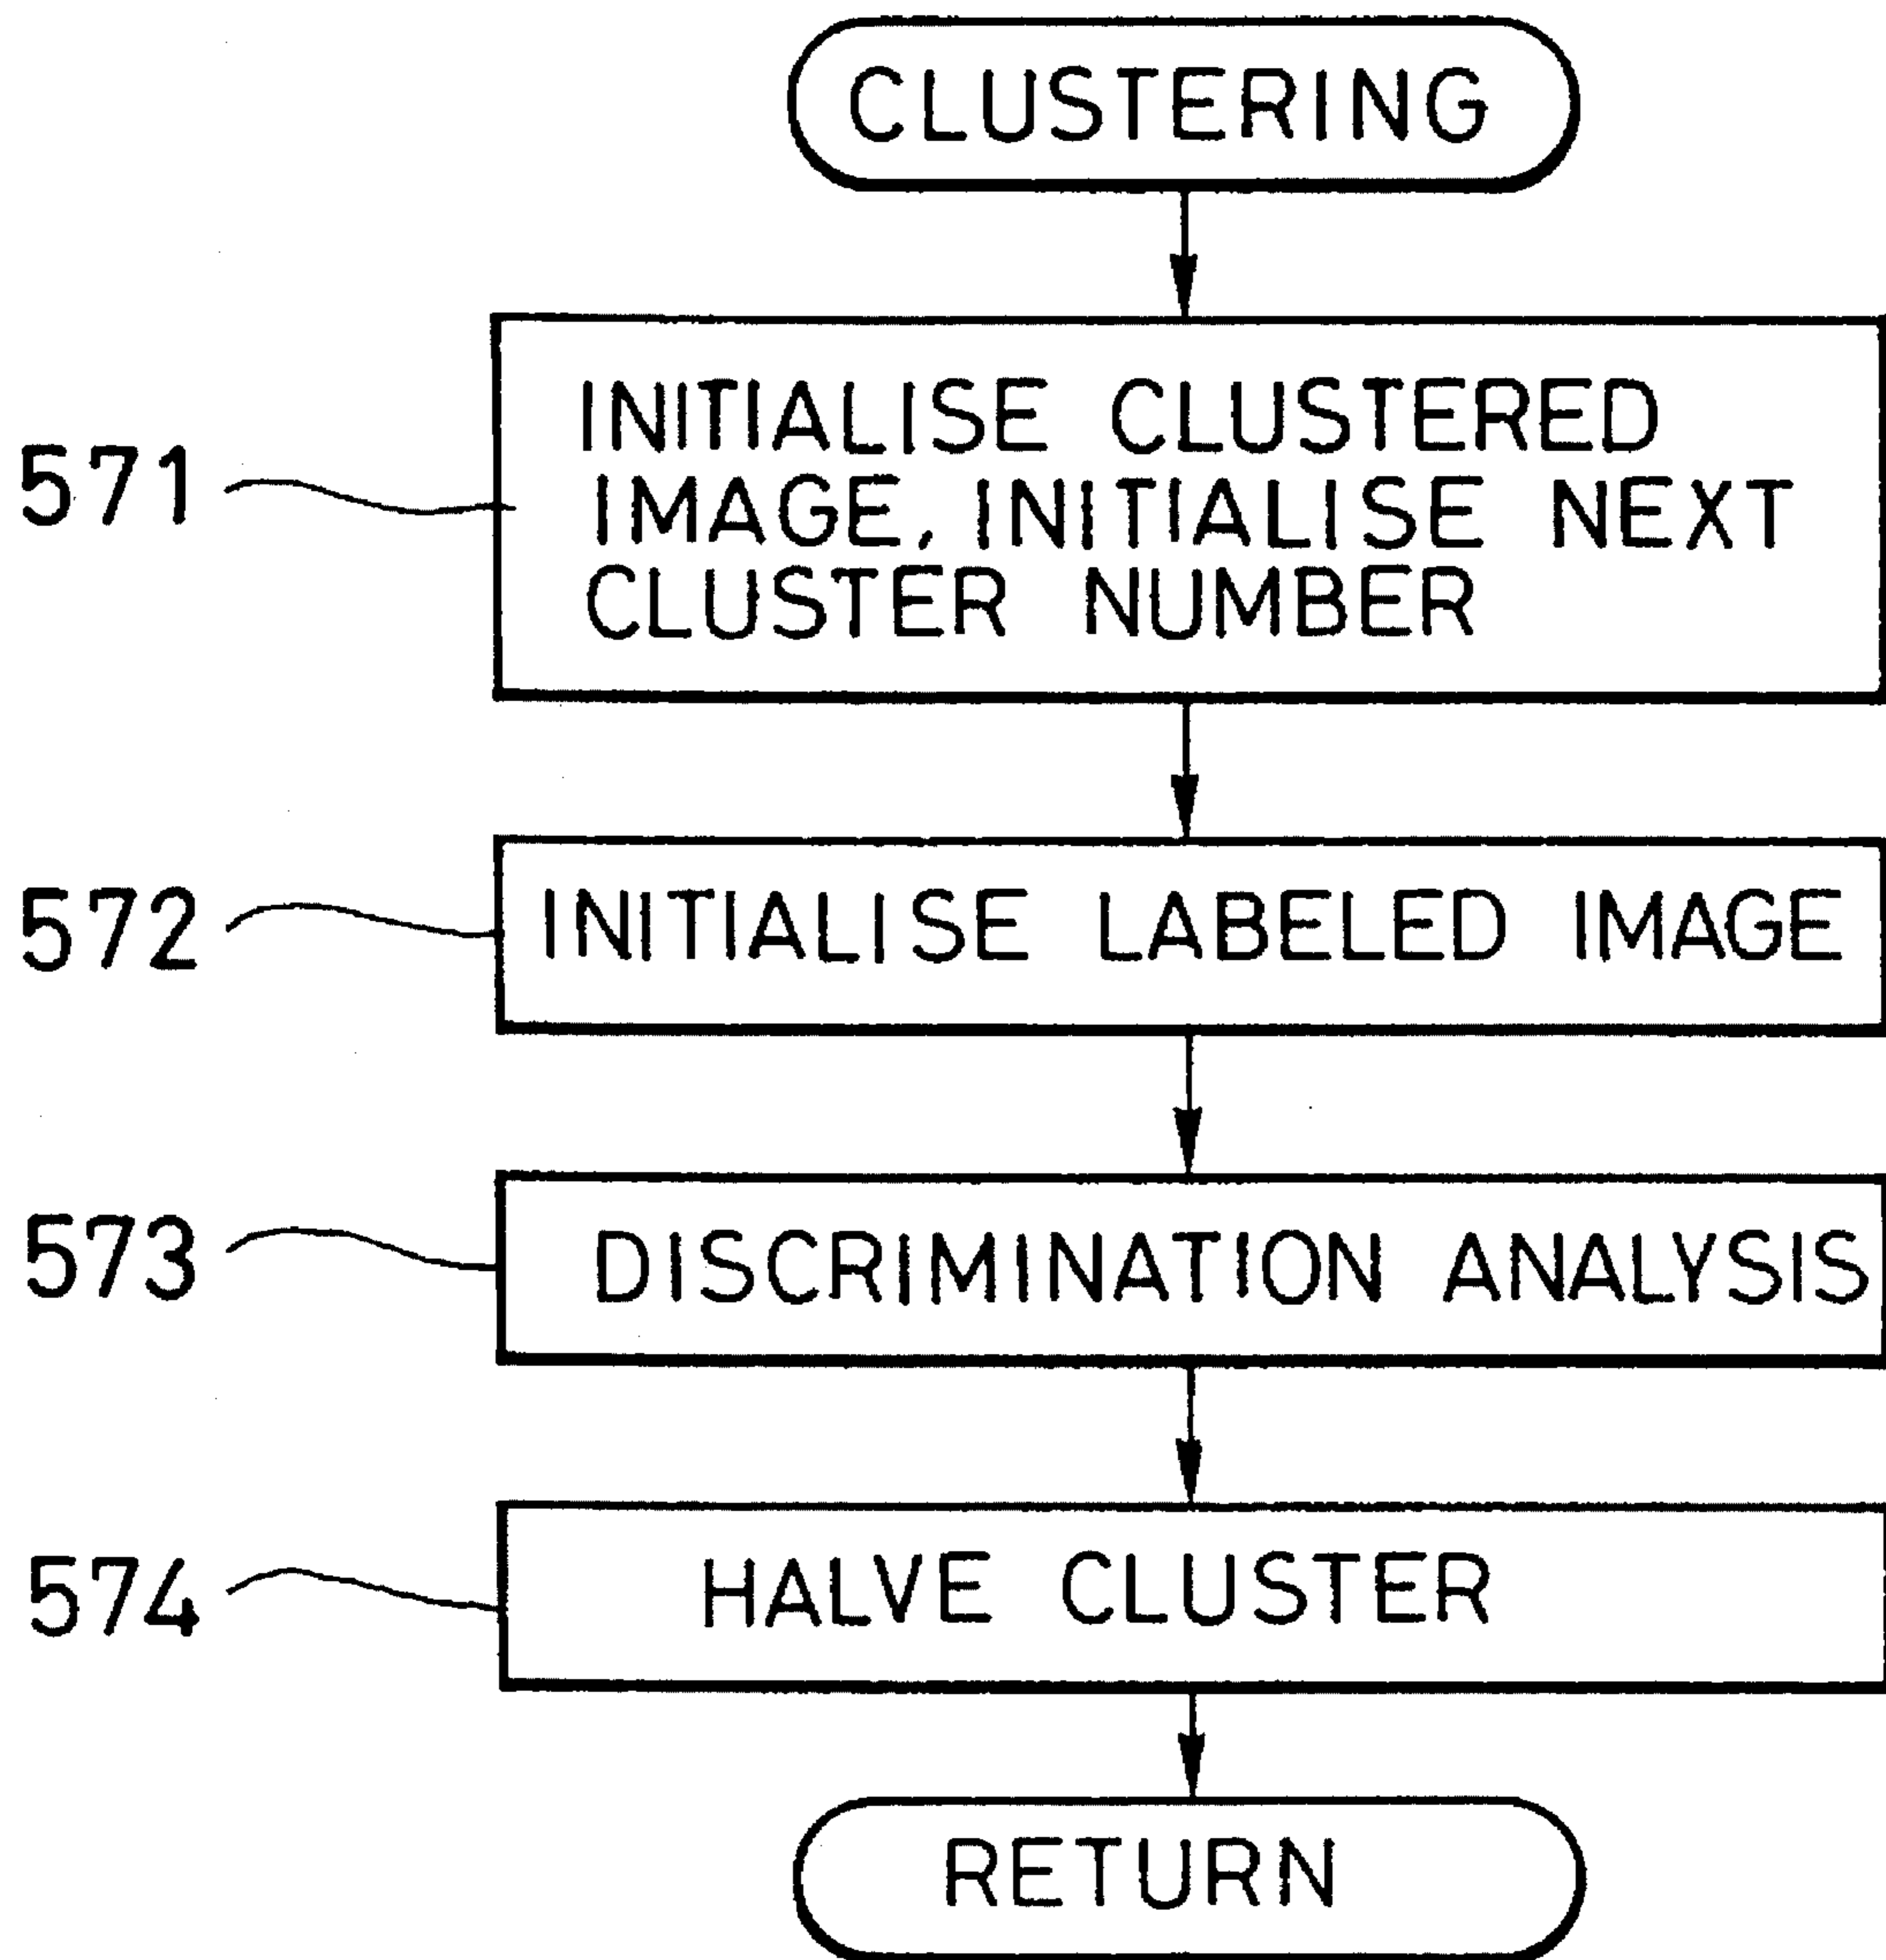 CLUSTERING
571
INITIALISE CLUSTERED
IMAGE, INITIALISE NEXT
CLUSTER NUMBER
572
INITIALISE LABELED IMAGE
573
DISCRIMINATION ANALYSIS
574
HALVE CLUSTER
RETURN